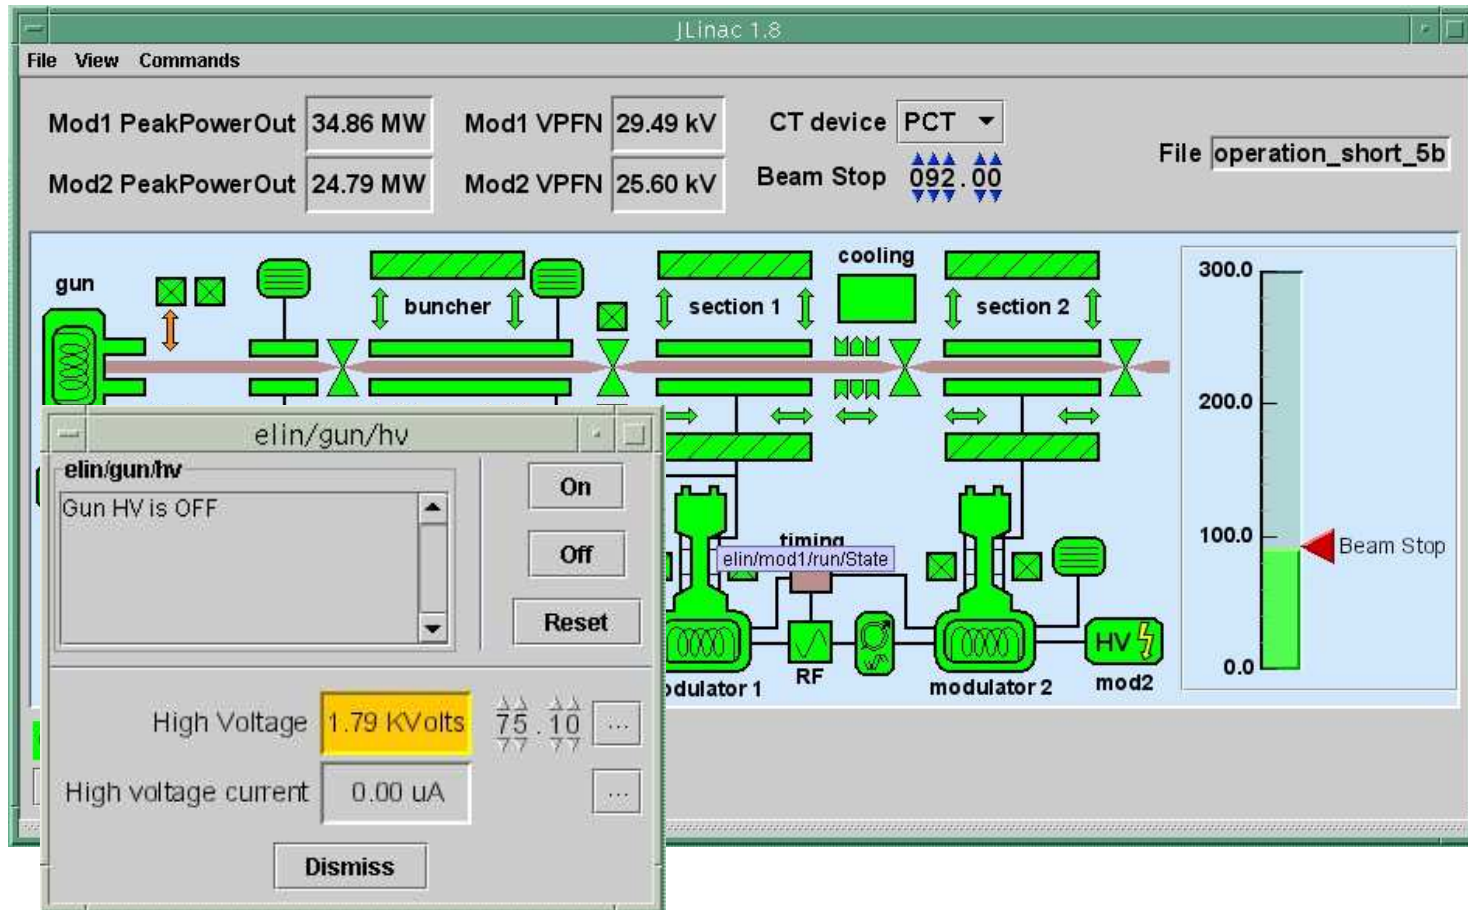 JLinac 1.8
File View Commands
Mod1 PeakPowerOut 34.86 MW Mod1 VPFN 29.49 kV CT device PCT
Mod2 PeakPowerOut 24.79 MW Mod2 VPFN 25.60 kV Beam Stop 092.00
File operation_short_5b
gun
buncher
section 1
cooling
section 2
300.0
200.0
100.0
0.0
Beam Stop
timing
elin/mod1/run/State
RF
HV
odulator 1
modulator 2
mod2
elin/gun/hv
elin/gun/hv
Gun HV is OFF
On
Off
Reset
High Voltage 1.79 KVolts 75.10 ...
High voltage current 0.00 uA ...
Dismiss